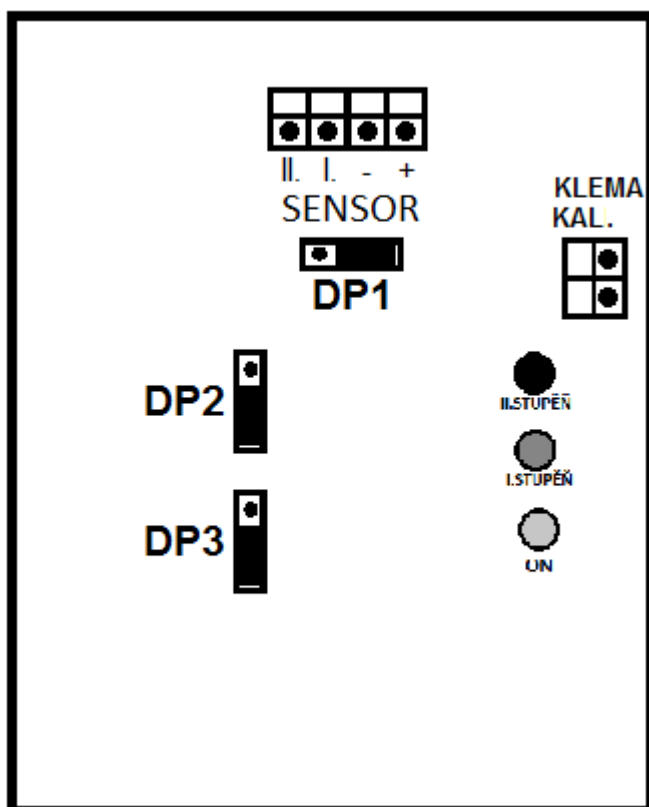 II. I. - +
SENSOR
KLEMA
KAL.
DP1
DP2
II.STUPĚŇ
I.STUPĚŇ
DP3
ON